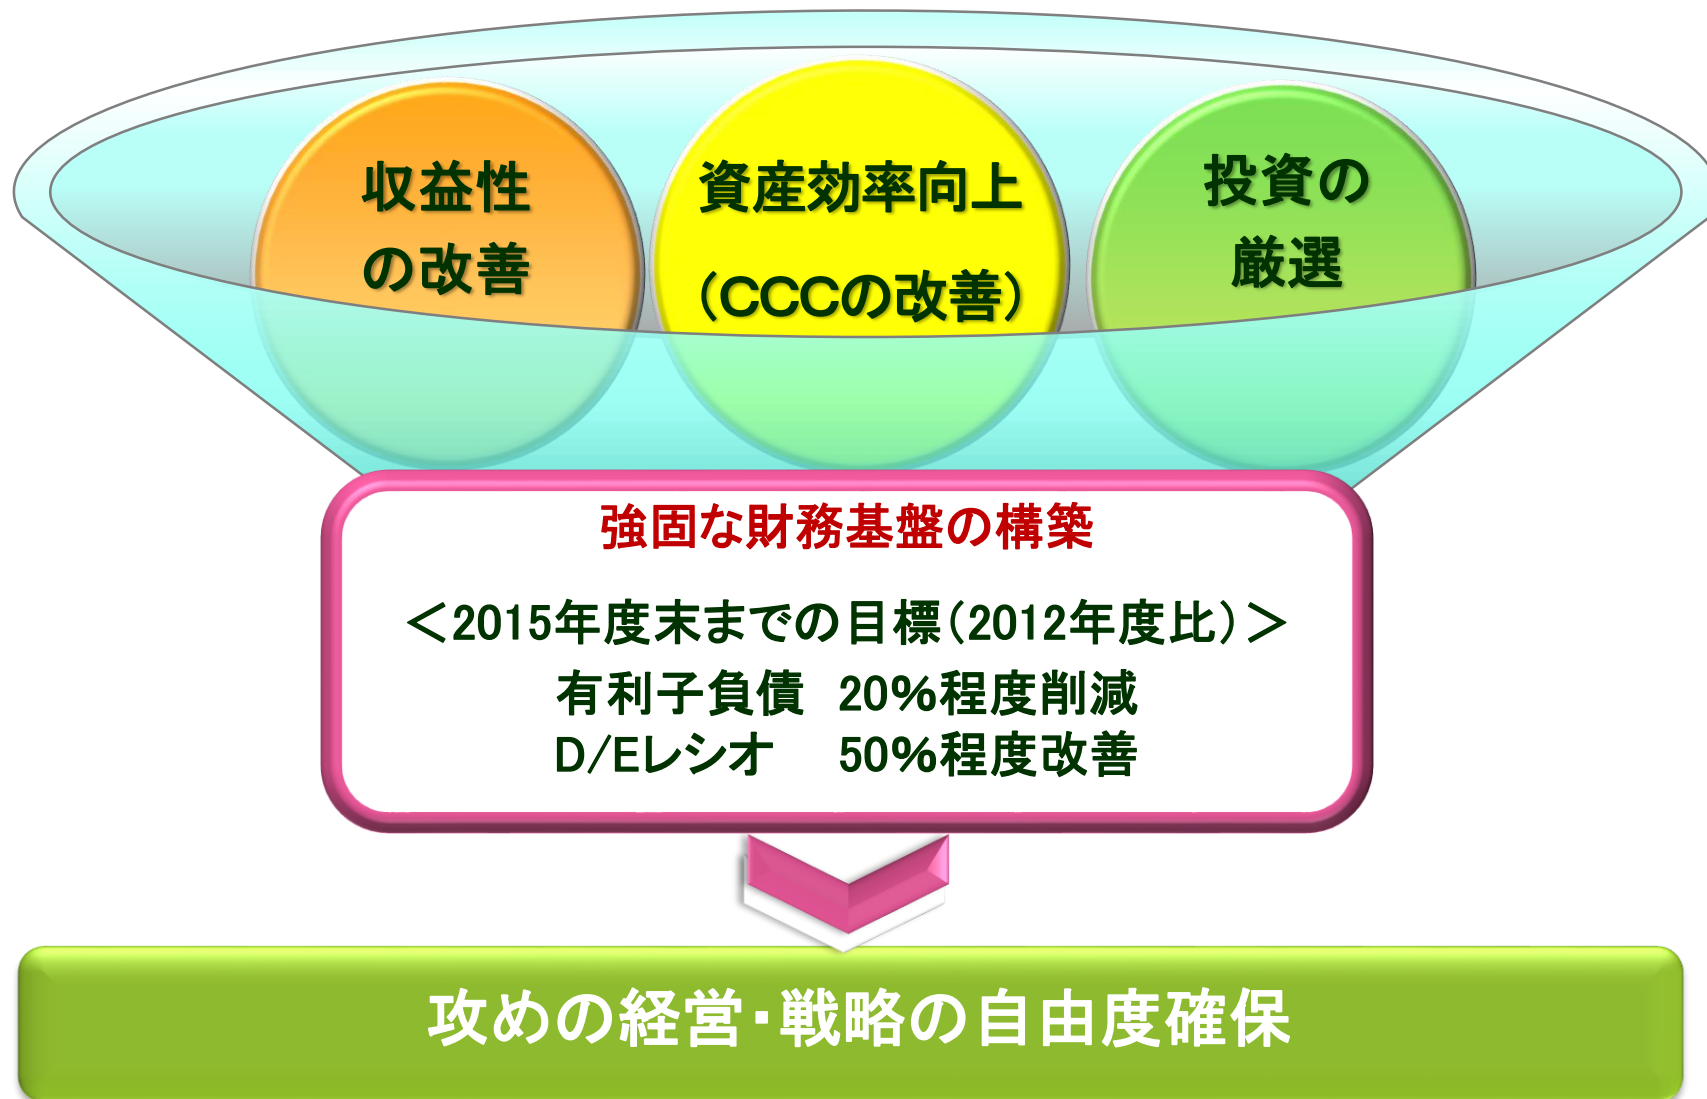 収益性
の改善
資産効率向上
（CCCの改善）
投資の
厳選
強固な財務基盤の構築
＜2015年度末までの目標（2012年度比）＞
有利子負債　20％程度削減
D/Eレシオ　50％程度改善
攻めの経営・戦略の自由度確保